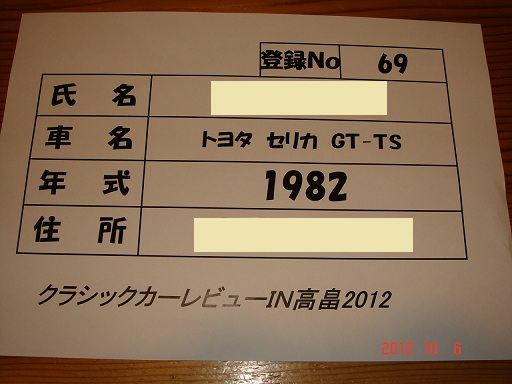 登録No 69
氏名
車名 トヨタ セリカ GT-TS
年式 1982
住所
クラシックカーレビューIN高畠2012
2012 10 6